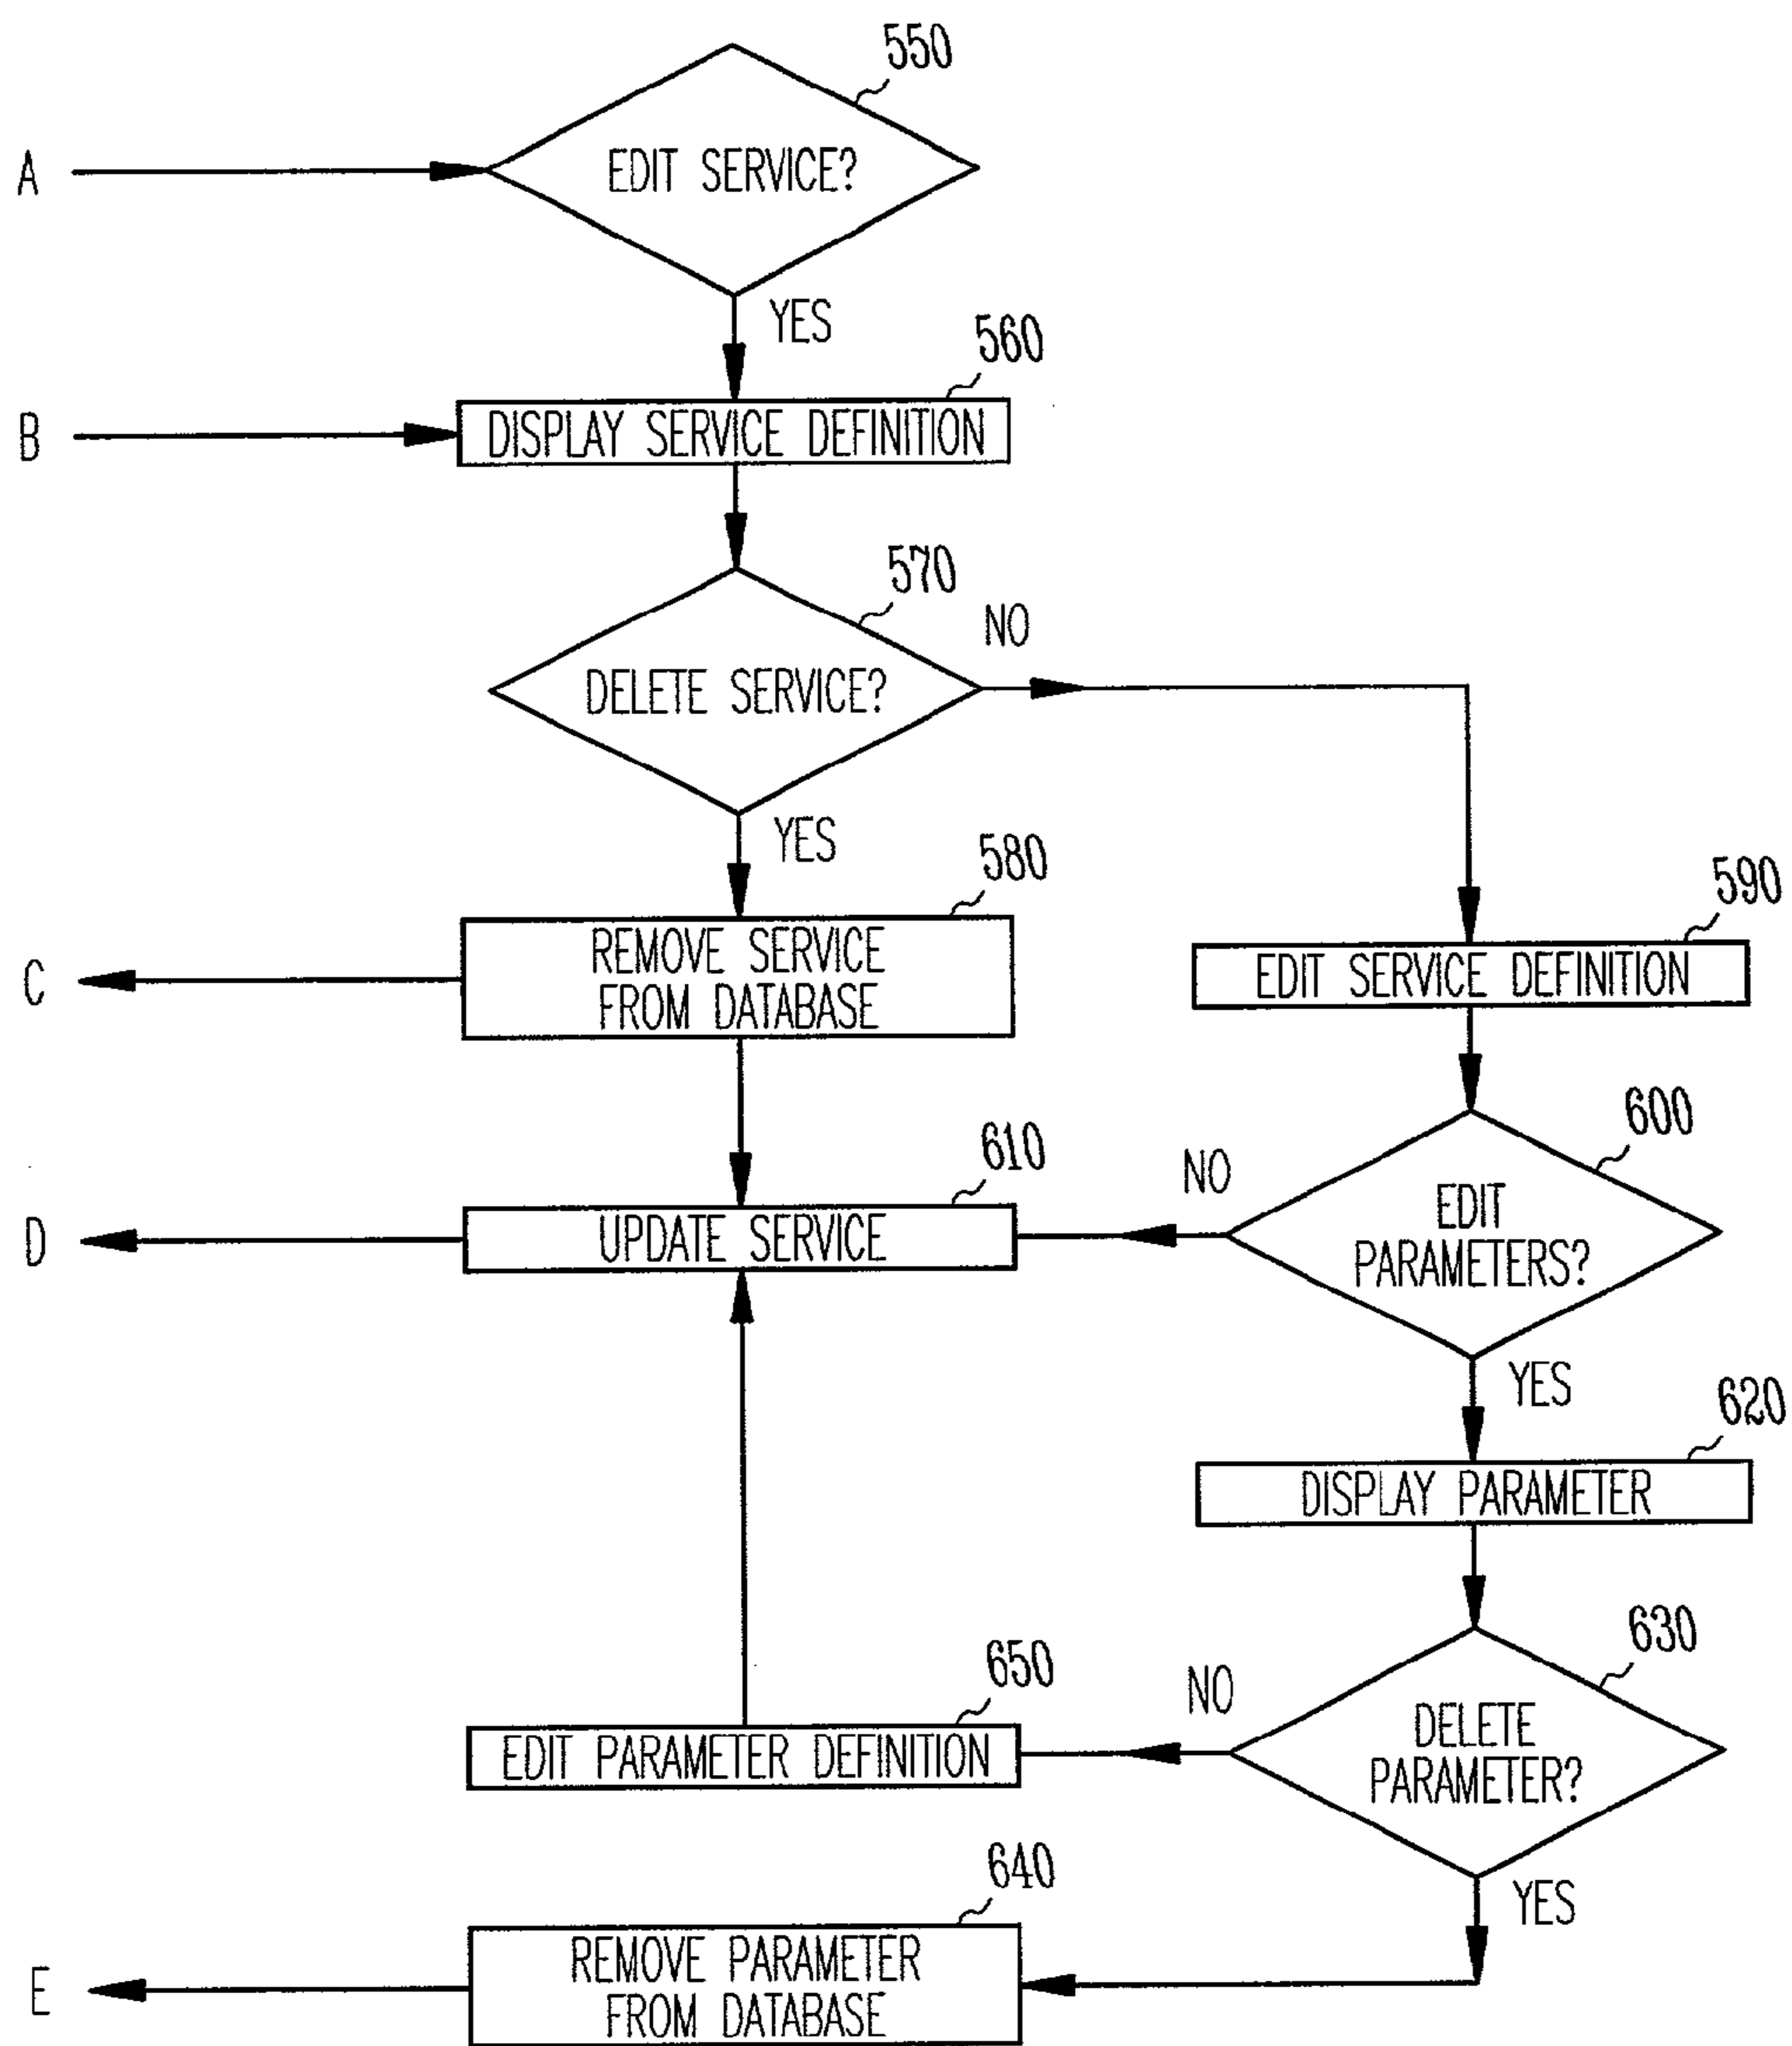 550
A
EDIT SERVICE?
YES
560
B
DISPLAY SERVICE DEFINITION
570
NO
DELETE SERVICE?
YES
580
590
C
REMOVE SERVICE
FROM DATABASE
EDIT SERVICE DEFINITION
600
610
NO
D
UPDATE SERVICE
EDIT
PARAMETERS?
YES
620
DISPLAY PARAMETER
630
650
NO
EDIT PARAMETER DEFINITION
DELETE
PARAMETER?
640
YES
E
REMOVE PARAMETER
FROM DATABASE